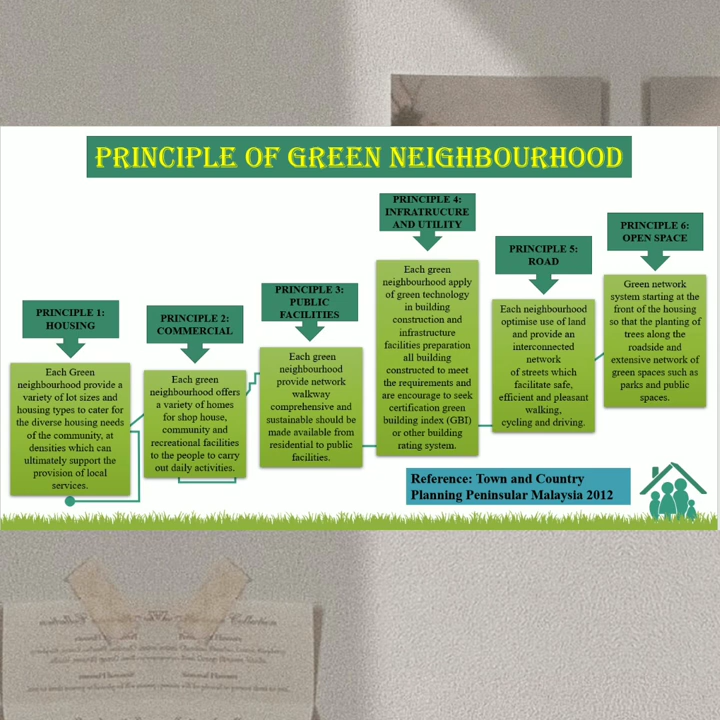 PRINCIPLE OF GREEN NEIGHBOURHOOD
PRINCIPLE 1:
HOUSING
Each Green
neighbourhood provide a
variety of lot sizes and
housing types to cater for
the diverse housing needs
of the community, at
densities which can
ultimately support the
provision of local
services.
PRINCIPLE 2:
COMMERCIAL
Each green
neighbourhood offers
a variety of homes
for shop house,
community and
recreational facilities
to the people to carry
out daily activities.
PRINCIPLE 3:
PUBLIC
FACILITIES
Each green
neighbourhood
provide network
walkway
comprehensive and
sustainable should be
made available from
residential to public
facilities.
PRINCIPLE 4:
INFRATRUCURE
AND UTILITY
Each green
neighbourhood apply
of green technology
in building
construction and
infrastructure
facilities preparation
all building
constructed to meet
the requirements and
are encourage to seek
certification green
building index (GBI)
or other building
rating system.
PRINCIPLE 5:
ROAD
Each neighbourhood
optimise use of land
and provide an
interconnected
network
of streets which
facilitate safe,
efficient and pleasant
walking,
cycling and driving.
PRINCIPLE 6:
OPEN SPACE
Green network
system starting at the
front of the housing
so that the planting of
trees along the
roadside and
extensive network of
green spaces such as
parks and public
spaces.
Reference: Town and Country
Planning Peninsular Malaysia 2012